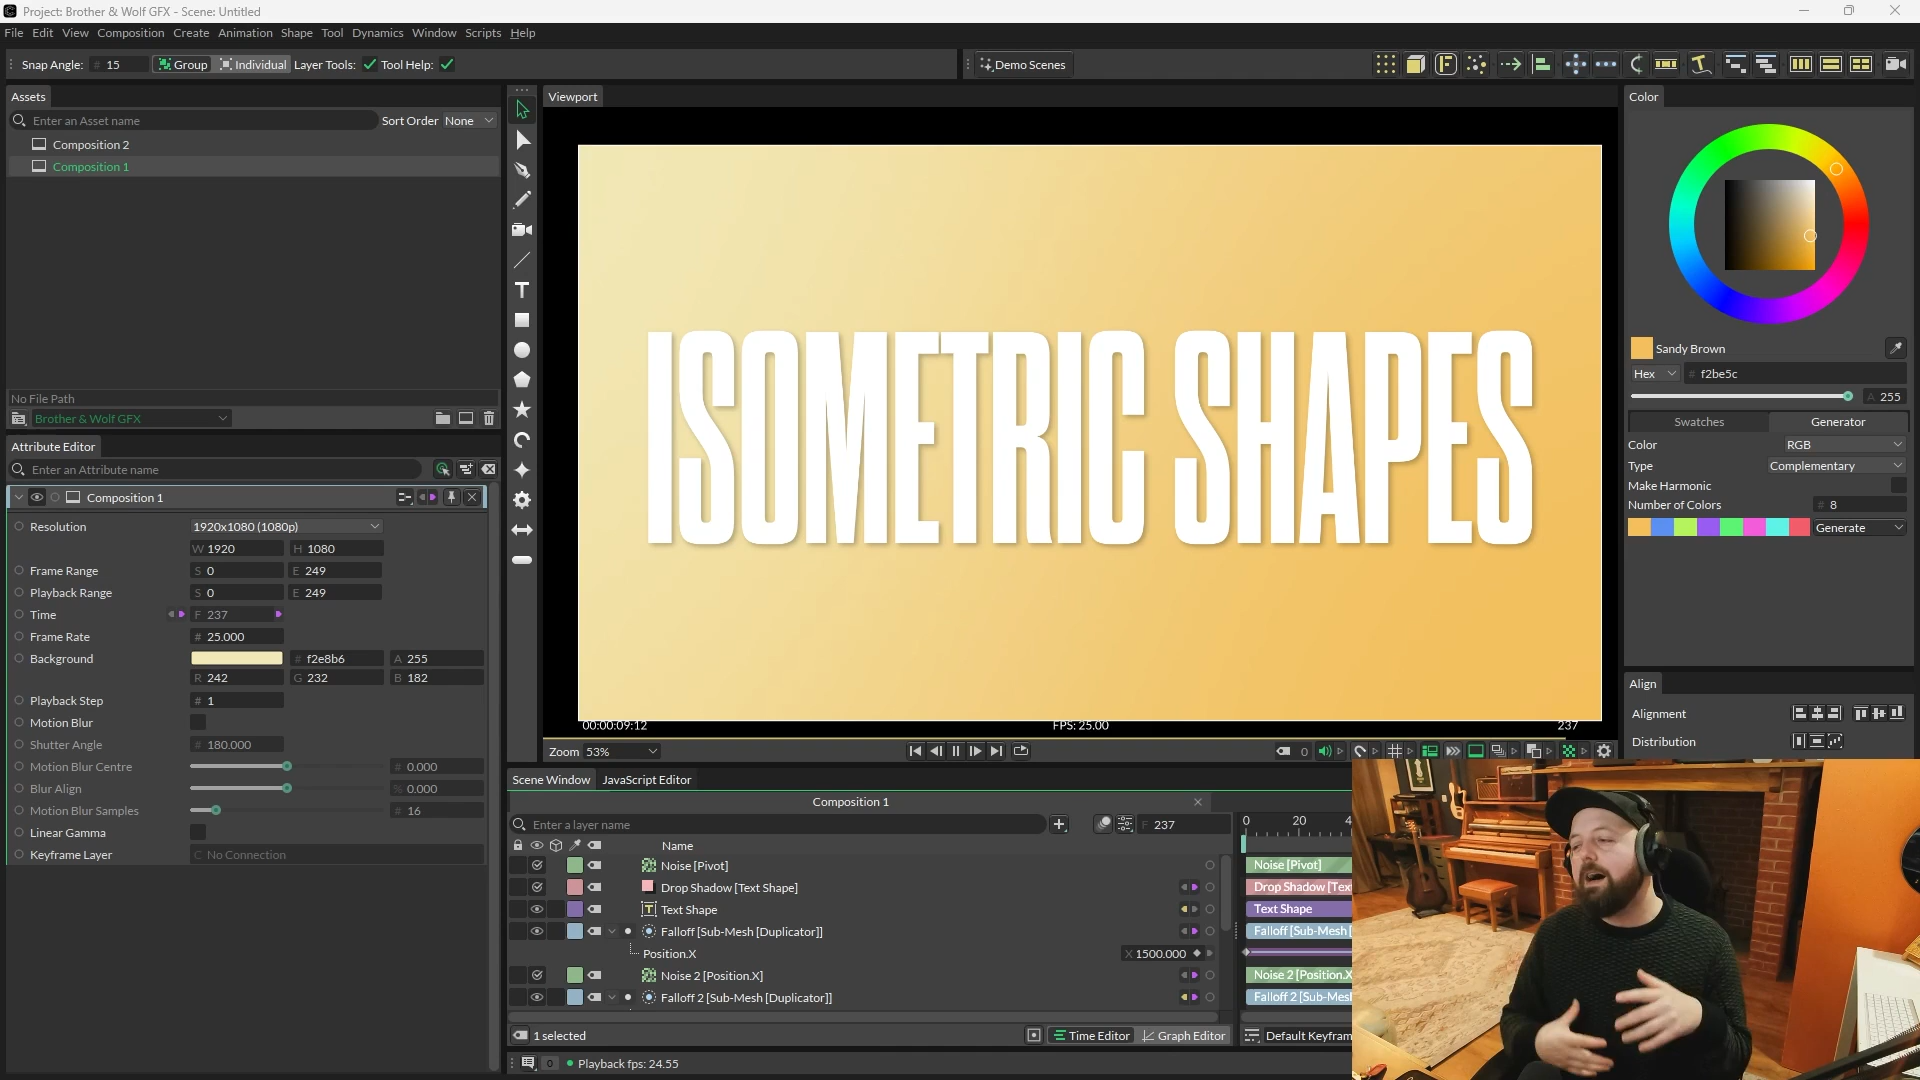 Project: Brother & Wolf GFX - Scene: Untitled
File Edit View Composition Create Animation Shape Tool Dynamics Window Scripts Help
Snap Angle: # 15 Group Individual Layer Tools: Tool Help: Demo Scenes
Assets
Enter an Asset name Sort Order None
Composition 2
Composition 1
No File Path
Brother & Wolf GFX
Attribute Editor
Enter an Attribute name
Composition 1
Resolution 1920x1080 (1080p)
W 1920 H 1080
Frame Range S 0 E 249
Playback Range S 0 E 249
Time F 237
Frame Rate # 25.000
Background # f2e8b6 A 255
R 242 G 232 B 182
Playback Step # 1
Motion Blur
Shutter Angle # 180.000
Motion Blur Centre # 0.000
Blur Align % 0.000
Motion Blur Samples # 16
Linear Gamma
Keyframe Layer C No Connection
Viewport
ISOMETRIC SHAPES
00:00:09:12 FPS: 25.00 237
Zoom 53% 0
Scene Window JavaScript Editor
Composition 1
Enter a layer name F 237
0 20 4
Name
Noise [Pivot] Noise [Pivot]
Drop Shadow [Text Shape] Drop Shadow [Text
Text Shape Text Shape
Falloff [Sub-Mesh [Duplicator]] Falloff [Sub-Mesh [
Position.X X 1500.000
Noise 2 [Position.X] Noise 2 [Position.X
Falloff 2 [Sub-Mesh [Duplicator]] Falloff 2 [Sub-Mesh
1 selected Time Editor Graph Editor Default Keyfram
0 Playback fps: 24.55
Color
Sandy Brown
Hex # f2be5c
A 255
Swatches Generator
Color RGB
Type Complementary
Make Harmonic
Number of Colors # 8
Generate
Align
Alignment
Distribution